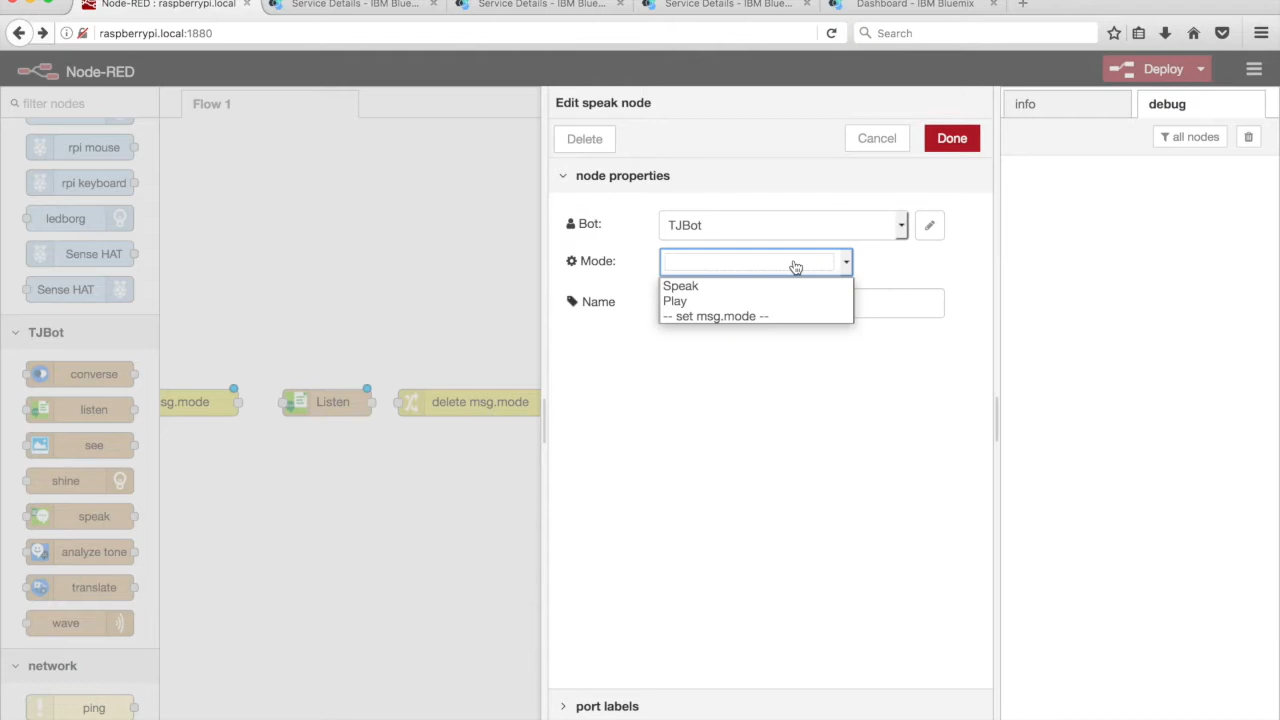 Node-RED : raspberrypi.local × Service Details - IBM Blue... × Service Details - IBM Blue... × Service Details - IBM Blue... × Dashboard - IBM Bluemix × +
raspberrypi.local:1880 Search
Node-RED Deploy
filter nodes Flow 1 Edit speak node info debug
Delete Cancel Done all nodes
rpi mouse
node properties
rpi keyboard
ledborg Bot: TJBot
Sense HAT Mode:
Sense HAT Speak
Play
Name
-- set msg.mode --
TJBot
converse
sg.mode Listen delete msg.mode
listen
see
shine
speak
analyze tone
translate
wave
network
ping port labels